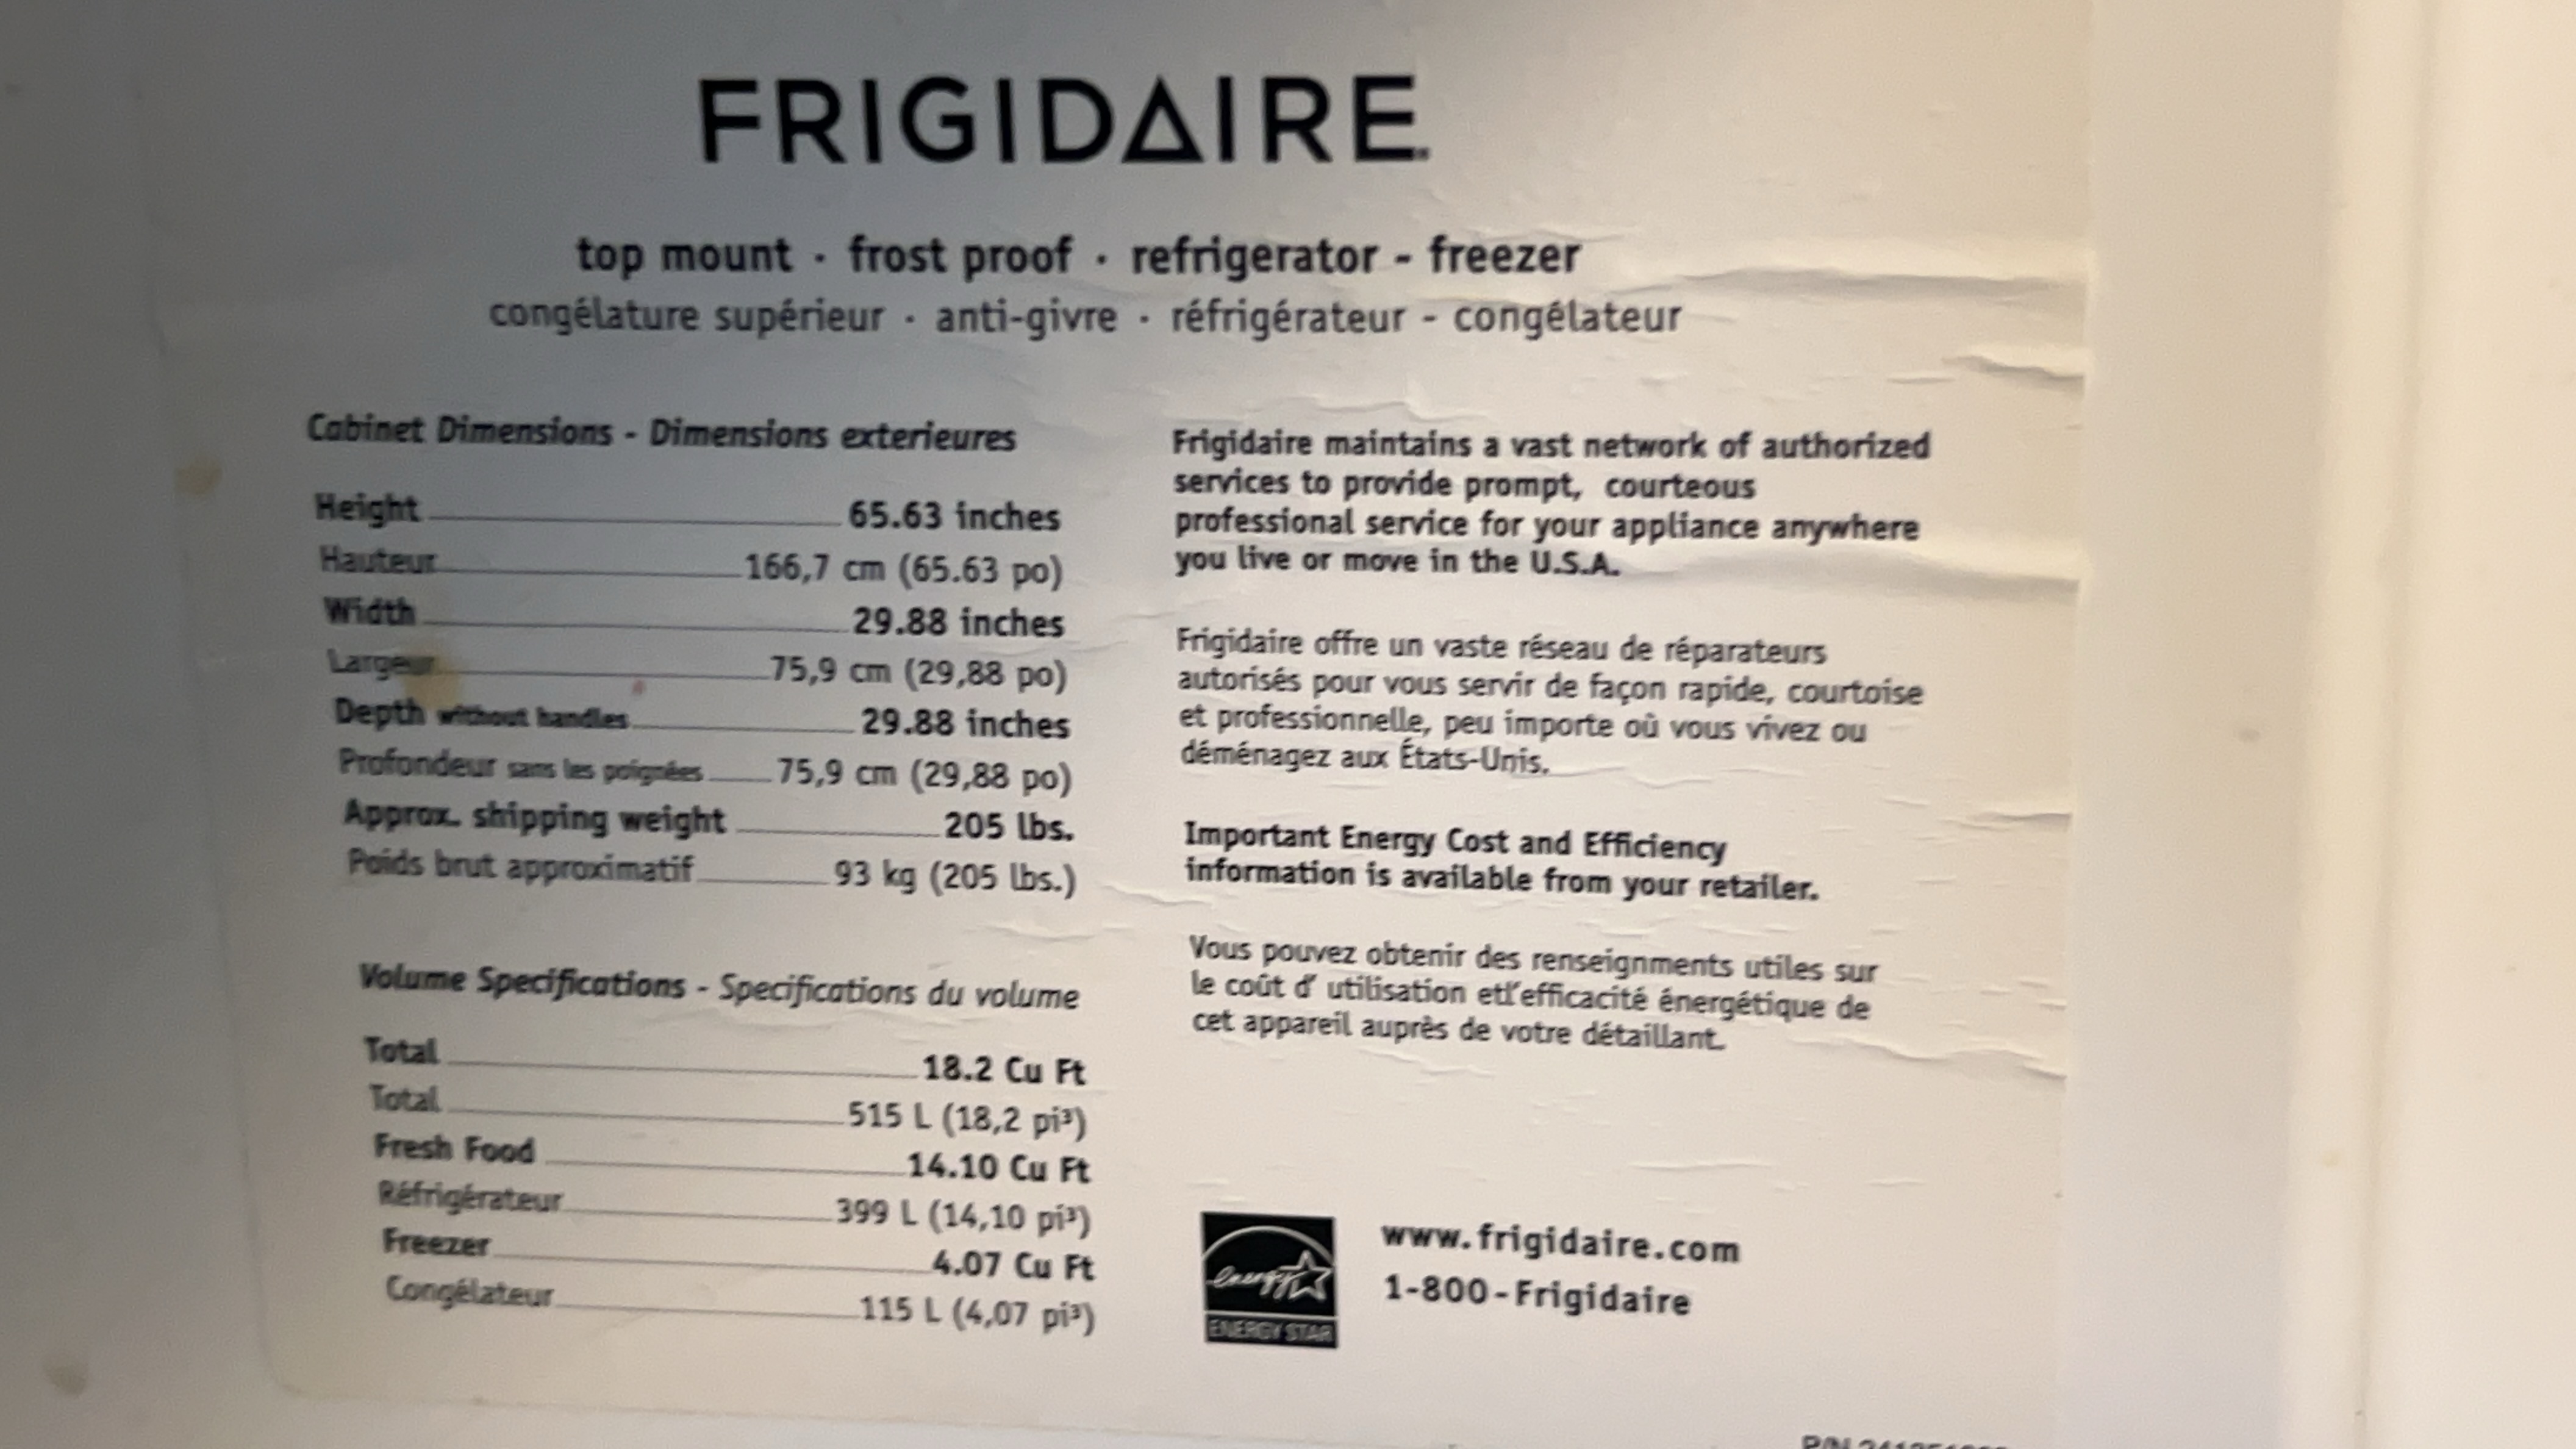 FRIGIDAIRE
top mount · frost proof · refrigerator - freezer
congélature supérieur · anti-givre · réfrigérateur - congélateur
Cabinet Dimensions - Dimensions exterieures
Height 65.63 inches
Hauteur 166,7 cm (65.63 po)
Width 29.88 inches
Largeur 75,9 cm (29,88 po)
Depth without handles 29.88 inches
Profondeur sans les poignées 75,9 cm (29,88 po)
Approx. shipping weight 205 lbs.
Poids brut approximatif 93 kg (205 lbs.)
Volume Specifications - Specifications du volume
Total 18.2 Cu Ft
Total 515 L (18,2 pi³)
Fresh Food 14.10 Cu Ft
Réfrigérateur 399 L (14,10 pi³)
Freezer 4.07 Cu Ft
Congélateur 115 L (4,07 pi³)
Frigidaire maintains a vast network of authorized
services to provide prompt, courteous
professional service for your appliance anywhere
you live or move in the U.S.A.
Frigidaire offre un vaste réseau de réparateurs
autorisés pour vous servir de façon rapide, courtoise
et professionnelle, peu importe où vous vivez ou
déménagez aux États-Unis.
Important Energy Cost and Efficiency
information is available from your retailer.
Vous pouvez obtenir des renseignments utiles sur
le coût d' utilisation etl'efficacité énergétique de
cet appareil auprès de votre détaillant.
energy
ENERGY STAR
www.frigidaire.com
1-800-Frigidaire
P/N